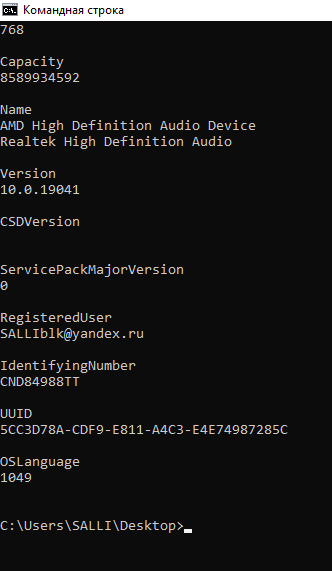 Командная строка
768
Capacity
8589934592
Name
AMD High Definition Audio Device
Realtek High Definition Audio
Version
10.0.19041
CSDVersion
ServicePackMajorVersion
0
RegisteredUser
SALLIblk@yandex.ru
IdentifyingNumber
CND84988TT
UUID
5CC3D78A-CDF9-E811-A4C3-E4E74987285C
OSLanguage
1049
C:\Users\SALLI\Desktop>